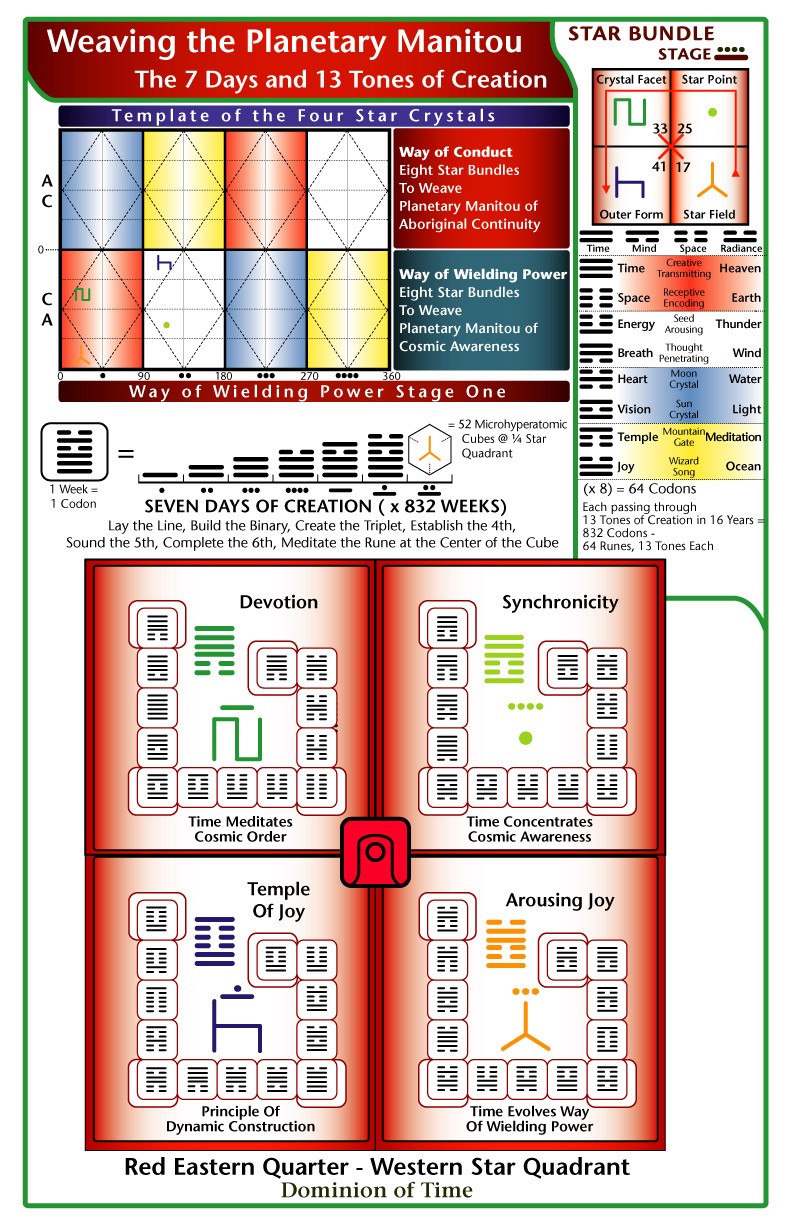 Weaving the Planetary Manitou
The 7 Days and 13 Tones of Creation
STAR BUNDLE
STAGE
Crystal Facet
Star Point
33
25
41
17
Outer Form
Star Field
Template of the Four Star Crystals
A
C
0
C
A
Way of Conduct
Eight Star Bundles
To Weave
Planetary Manitou of
Aboriginal Continuity
Way of Wielding Power
Eight Star Bundles
To Weave
Planetary Manitou of
Cosmic Awareness
0
90
180
270
360
Way of Wielding Power Stage One
Time
Mind
Space
Radiance
Time
Creative
Transmitting
Heaven
Space
Receptive
Encoding
Earth
Energy
Seed
Arousing
Thunder
Breath
Thought
Penetrating
Wind
Heart
Moon
Crystal
Water
Vision
Sun
Crystal
Light
Temple
Mountain
Gate
Meditation
Joy
Wizard
Song
Ocean
(x 8) = 64 Codons
Each passing through
13 Tones of Creation in 16 Years =
832 Codons -
64 Runes, 13 Tones Each
1 Week =
1 Codon
=
= 52 Microhyperatomic
Cubes @ ¼ Star
Quadrant
SEVEN DAYS OF CREATION ( x 832 WEEKS)
Lay the Line, Build the Binary, Create the Triplet, Establish the 4th,
Sound the 5th, Complete the 6th, Meditate the Rune at the Center of the Cube
Devotion
Time Meditates
Cosmic Order
Synchronicity
Time Concentrates
Cosmic Awareness
Temple
Of Joy
Principle Of
Dynamic Construction
Arousing Joy
Time Evolves Way
Of Wielding Power
Red Eastern Quarter - Western Star Quadrant
Dominion of Time